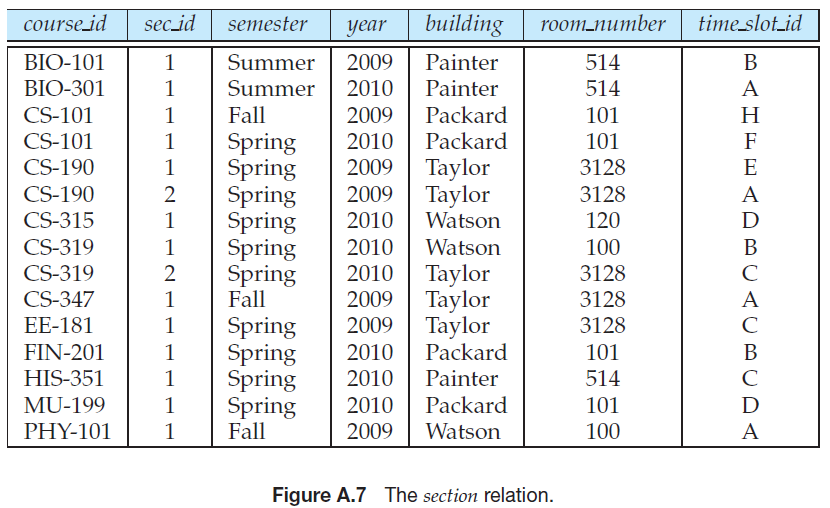 course_id sec_id semester year building room_number time_slot_id
BIO-101 1 Summer 2009 Painter 514 B
BIO-301 1 Summer 2010 Painter 514 A
CS-101 1 Fall 2009 Packard 101 H
CS-101 1 Spring 2010 Packard 101 F
CS-190 1 Spring 2009 Taylor 3128 E
CS-190 2 Spring 2009 Taylor 3128 A
CS-315 1 Spring 2010 Watson 120 D
CS-319 1 Spring 2010 Watson 100 B
CS-319 2 Spring 2010 Taylor 3128 C
CS-347 1 Fall 2009 Taylor 3128 A
EE-181 1 Spring 2009 Taylor 3128 C
FIN-201 1 Spring 2010 Packard 101 B
HIS-351 1 Spring 2010 Painter 514 C
MU-199 1 Spring 2010 Packard 101 D
PHY-101 1 Fall 2009 Watson 100 A
Figure A.7 The section relation.